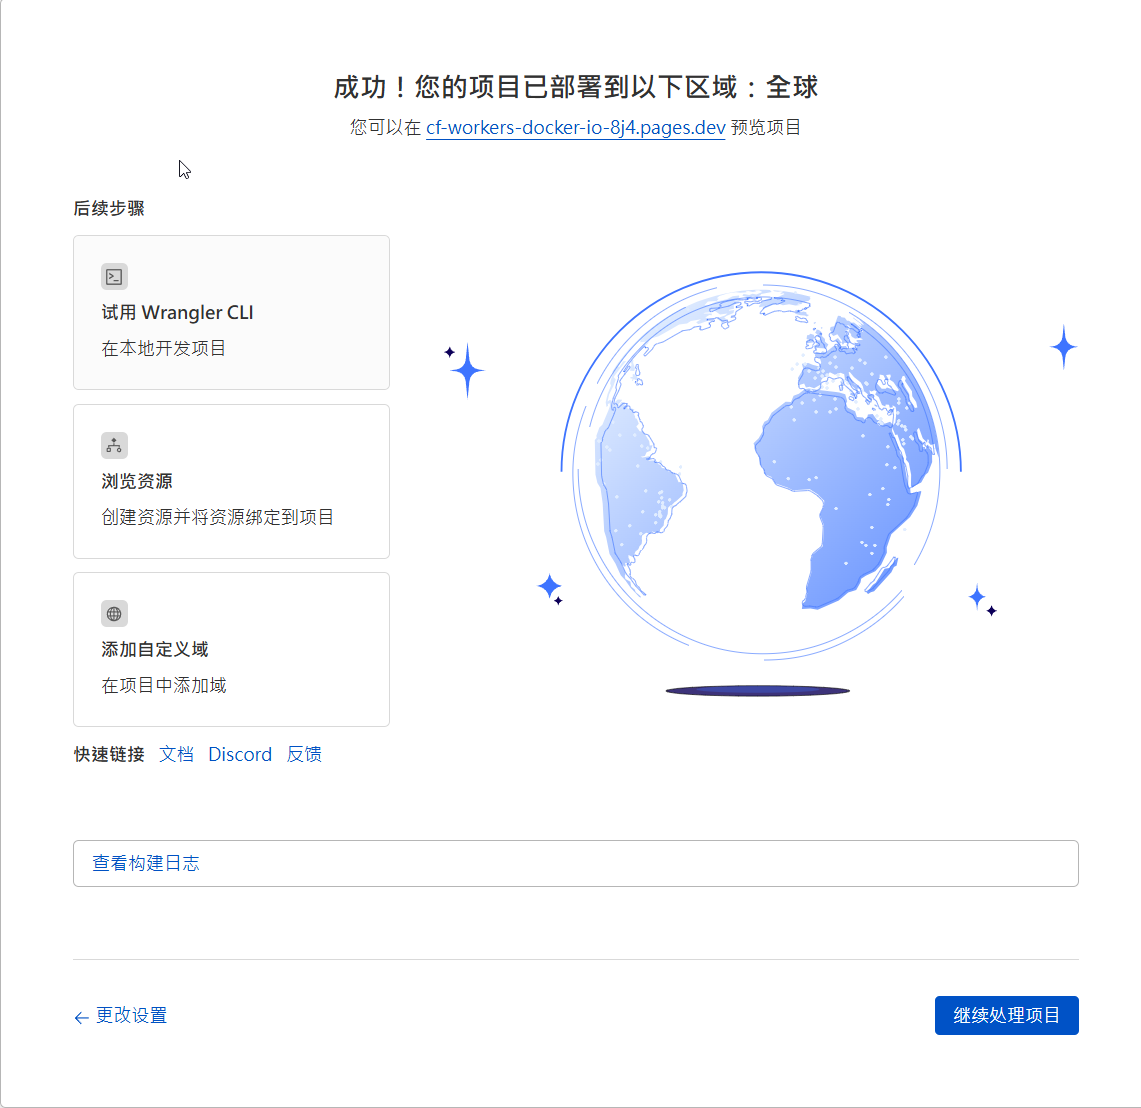 成功！您的项目已部署到以下区域：全球
您可以在 cf-workers-docker-io-8j4.pages.dev 预览项目
后续步骤
试用 Wrangler CLI
在本地开发项目
浏览资源
创建资源并将资源绑定到项目
添加自定义域
在项目中添加域
快速链接 文档 Discord 反馈
查看构建日志
← 更改设置
继续处理项目